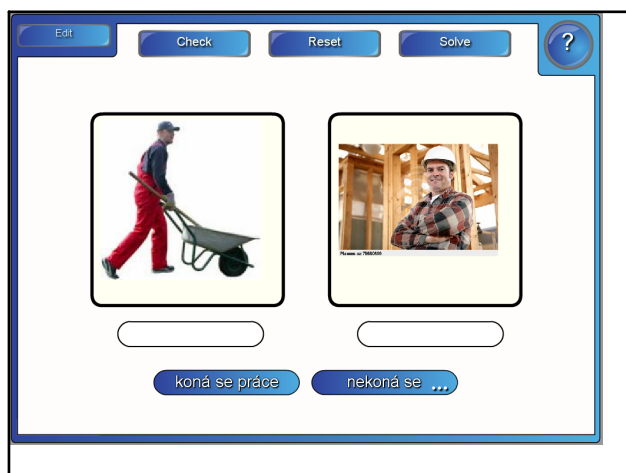 Edit
Check
Reset
Solve
?
koná se práce
nekoná se ...